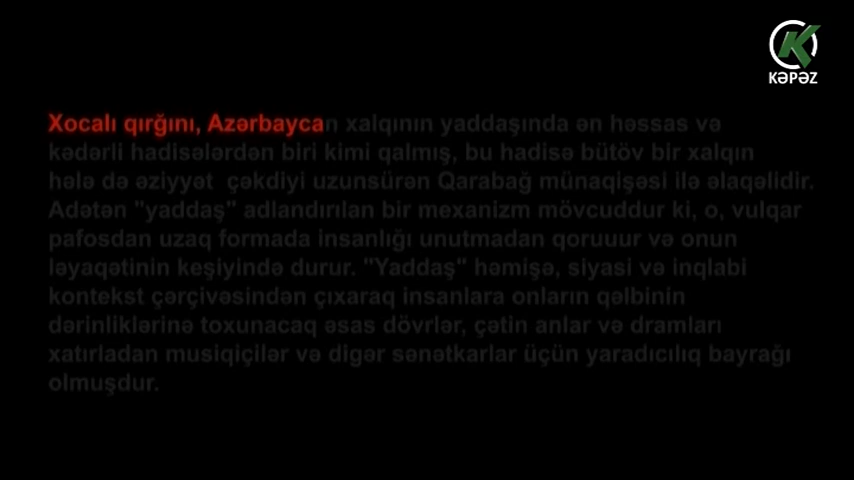 KƏPƏZ
Xocalı qırğını, Azərbaycan xalqının yaddaşında ən həssas və
kədərli hadisələrdən biri kimi qalmış, bu hadisə bütöv bir xalqın
hələ də əziyyət çəkdiyi uzunsürən Qarabağ münaqişəsi ilə əlaqəlidir.
Adətən "yaddaş" adlandırılan bir mexanizm mövcuddur ki, o, vulqar
pafosdan uzaq formada insanlığı unutmadan qoruuur və onun
ləyaqətinin keşiyində durur. "Yaddaş" həmişə, siyasi və inqlabi
kontekst çərçivəsindən çıxaraq insanlara onların qəlbinin
dərinliklərinə toxunacaq əsas dövrlər, çətin anlar və dramları
xatırladan musiqiçilər və digər sənətkarlar üçün yaradıcılıq bayrağı
olmuşdur.